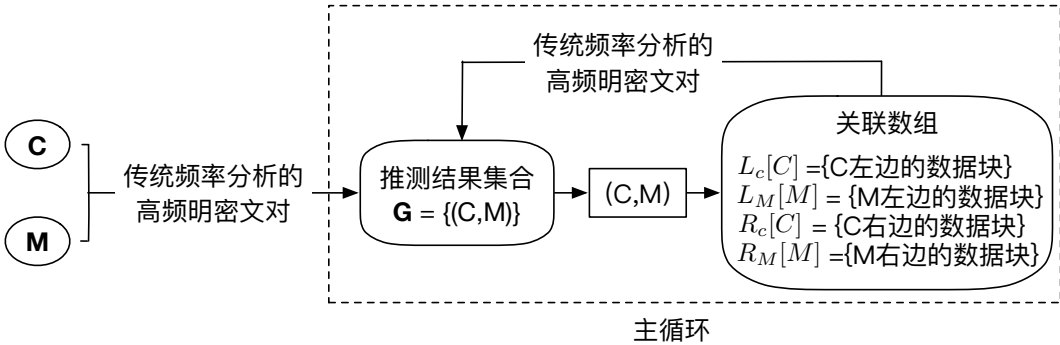 传统频率分析的
高频明密文对
C
M
传统频率分析的
高频明密文对
推测结果集合
G = {(C,M)}
(C,M)
关联数组
L_c[C] ={C左边的数据块}
L_M[M] = {M左边的数据块}
R_c[C] = {C右边的数据块}
R_M[M] ={M右边的数据块}
主循环